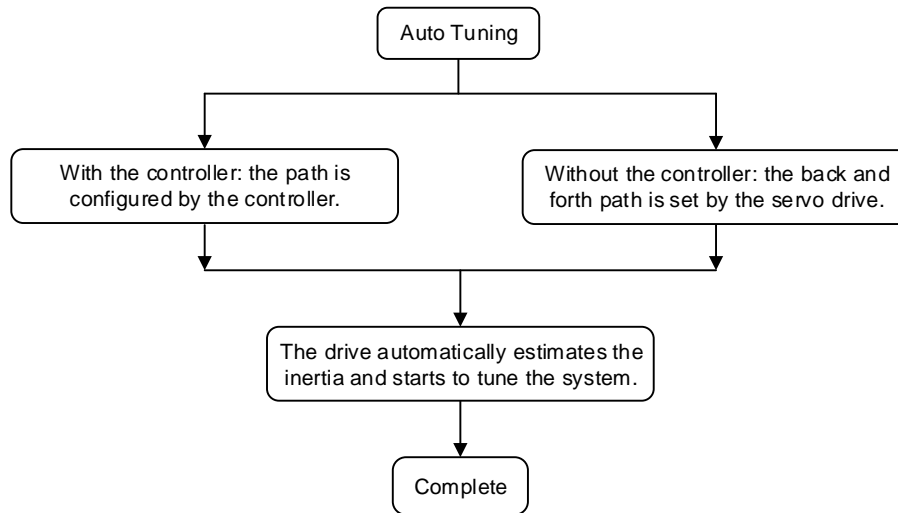 Auto Tuning
With the controller: the path is
configured by the controller.
Without the controller: the back and
forth path is set by the servo drive.
The drive automatically estimates the
inertia and starts to tune the system.
Complete